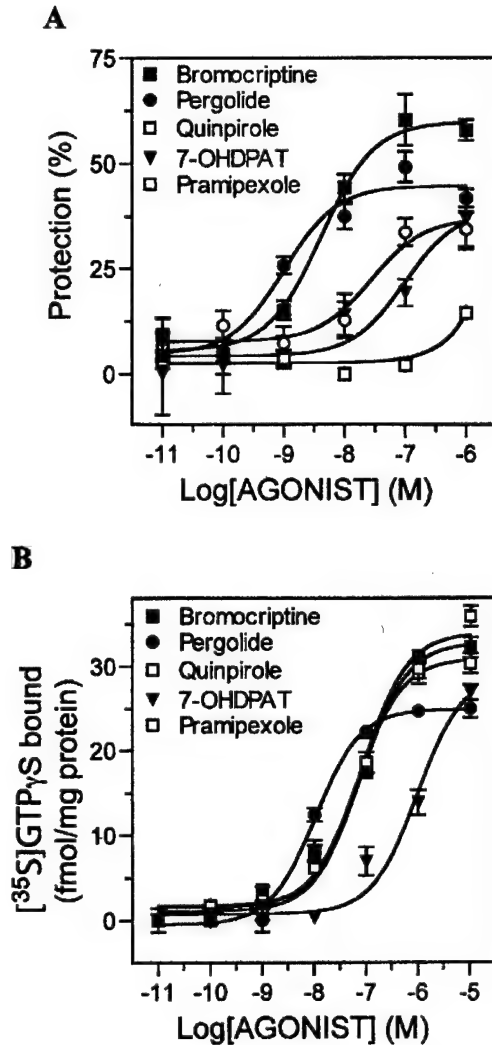 A
Protection (%)
75
50
25
0
Bromocriptine
Pergolide
Quinpirole
7-OHDPAT
Pramipexole
-11 -10 -9 -8 -7 -6
Log[AGONIST] (M)
B
[³⁵S]GTPγS bound
(fmol/mg protein)
30
20
10
0
Bromocriptine
Pergolide
Quinpirole
7-OHDPAT
Pramipexole
-11 -10 -9 -8 -7 -6 -5
Log[AGONIST] (M)